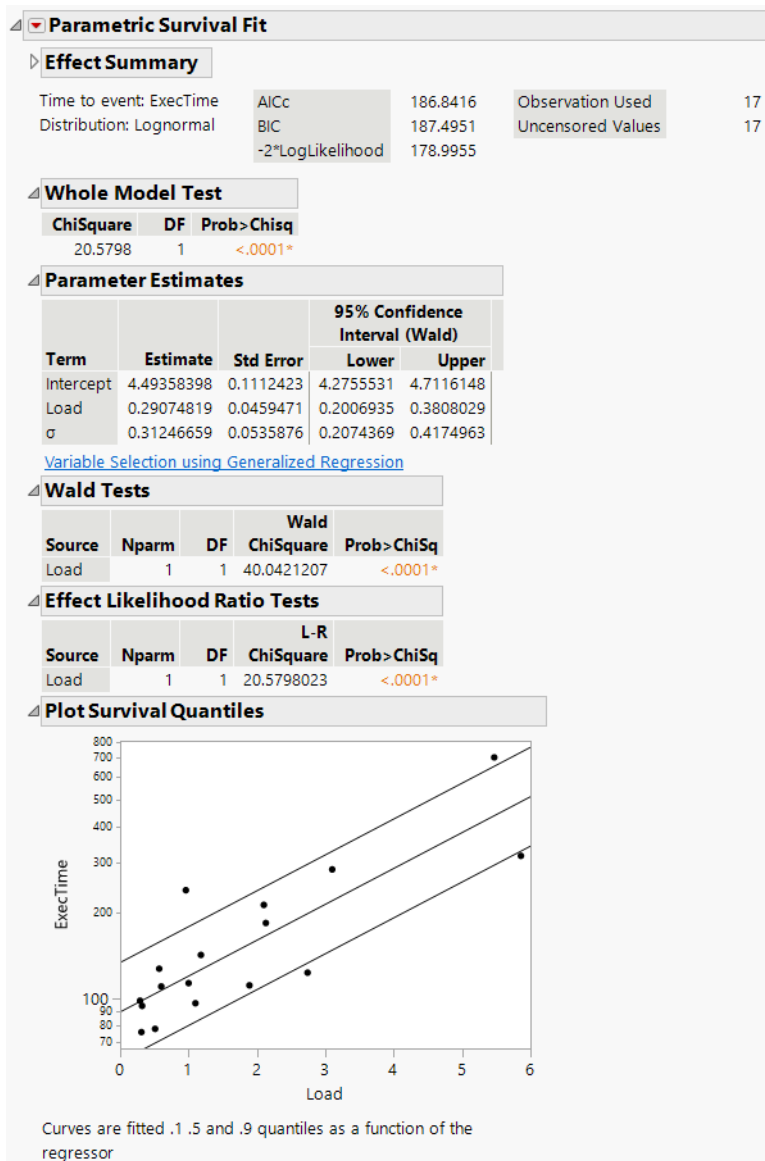 Parametric Survival Fit
Effect Summary
Time to event: ExecTime AICc 186.8416 Observation Used 17
Distribution: Lognormal BIC 187.4951 Uncensored Values 17
-2*LogLikelihood 178.9955
Whole Model Test
ChiSquare DF Prob>Chisq
20.5798 1 <.0001*
Parameter Estimates
95% Confidence
Interval (Wald)
Term Estimate Std Error Lower Upper
Intercept 4.49358398 0.1112423 4.2755531 4.7116148
Load 0.29074819 0.0459471 0.2006935 0.3808029
σ 0.31246659 0.0535876 0.2074369 0.4174963
Variable Selection using Generalized Regression
Wald Tests
Wald
Source Nparm DF ChiSquare Prob>ChiSq
Load 1 1 40.0421207 <.0001*
Effect Likelihood Ratio Tests
L-R
Source Nparm DF ChiSquare Prob>ChiSq
Load 1 1 20.5798023 <.0001*
Plot Survival Quantiles
800
700
600
500
400
300
200
100
90
80
70
ExecTime
0 1 2 3 4 5 6
Load
Curves are fitted .1 .5 and .9 quantiles as a function of the
regressor